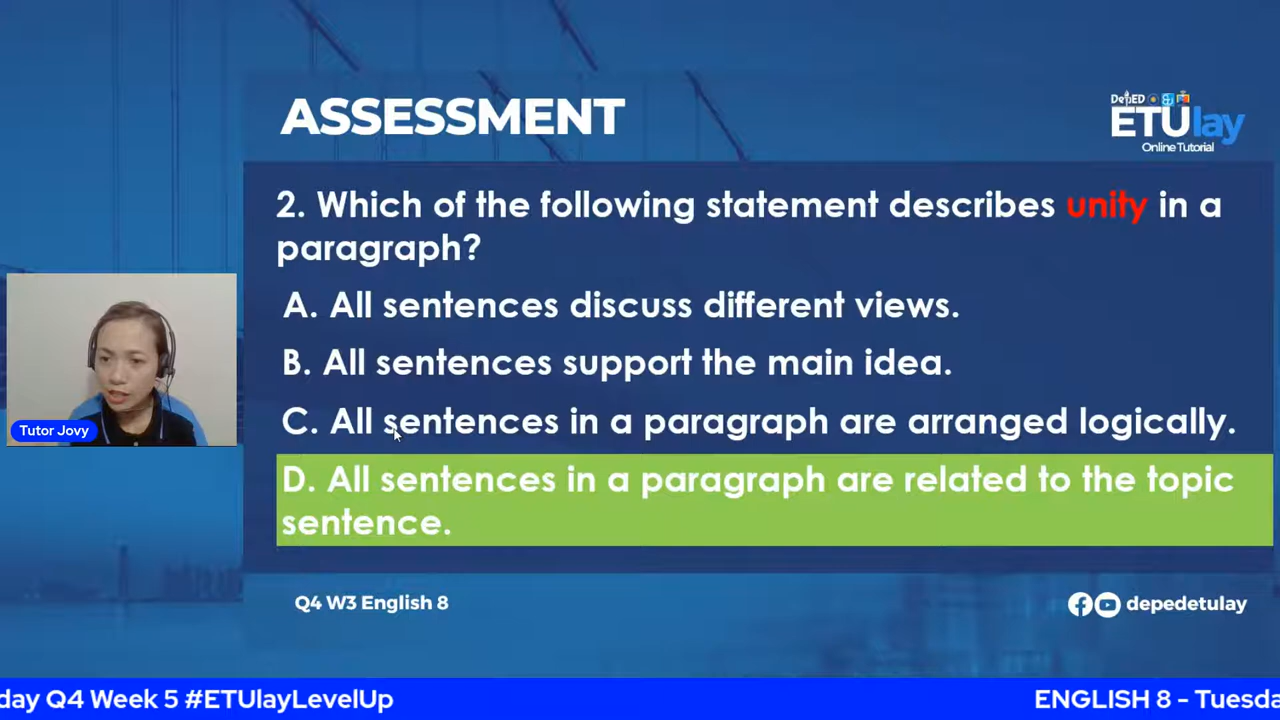 ASSESSMENT
DepED
ETUlay
Online Tutorial
2. Which of the following statement describes unity in a
paragraph?
A. All sentences discuss different views.
B. All sentences support the main idea.
C. All sentences in a paragraph are arranged logically.
D. All sentences in a paragraph are related to the topic
sentence.
Tutor Jovy
Q4 W3 English 8
depedetulay
day Q4 Week 5 #ETUlayLevelUp
ENGLISH 8 - Tuesda